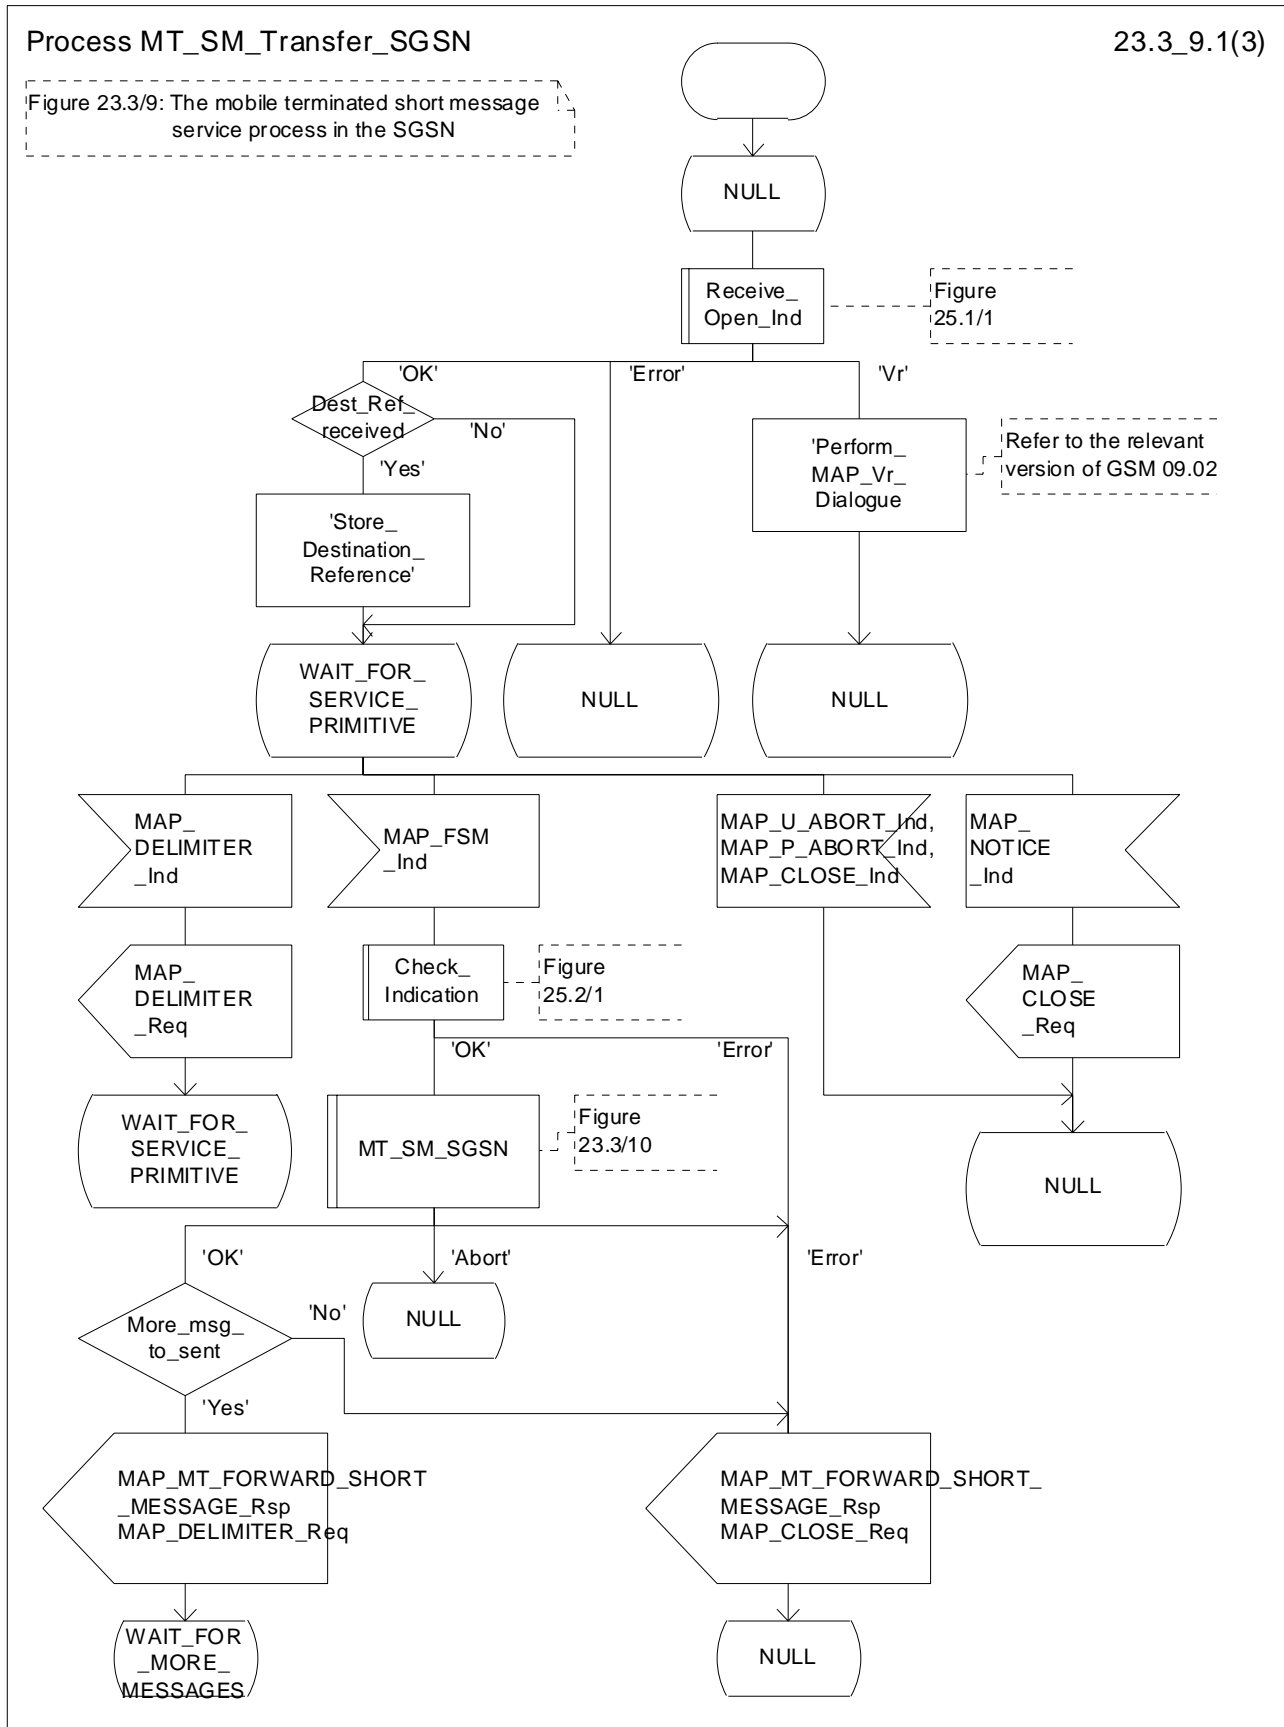 Process MT_SM_Transfer_SGSN
23.3_9.1(3)
Figure 23.3/9: The mobile terminated short message
service process in the SGSN
NULL
Receive_
Open_Ind
Figure
25.1/1
'OK'
'Error'
'Vr'
Dest_Ref_
received
'No'
'Yes'
'Perform_
MAP_Vr_
Dialogue
Refer to the relevant
version of GSM 09.02
'Store_
Destination_
Reference'
WAIT_FOR_
SERVICE_
PRIMITIVE
NULL
NULL
MAP_
DELIMITER
_Ind
MAP_FSM
_Ind
MAP_U_ABORT_Ind,
MAP_P_ABORT_Ind,
MAP_CLOSE_Ind
MAP_
NOTICE
_Ind
MAP_
DELIMITER
_Req
Check_
Indication
Figure
25.2/1
MAP_
CLOSE
_Req
'OK'
'Error'
WAIT_FOR_
SERVICE_
PRIMITIVE
MT_SM_SGSN
Figure
23.3/10
NULL
'OK'
'Abort'
'Error'
More_msg_
to_sent
'No'
NULL
'Yes'
MAP_MT_FORWARD_SHORT
_MESSAGE_Rsp
MAP_DELIMITER_Req
MAP_MT_FORWARD_SHORT_
MESSAGE_Rsp
MAP_CLOSE_Req
WAIT_FOR
_MORE_
MESSAGES
NULL